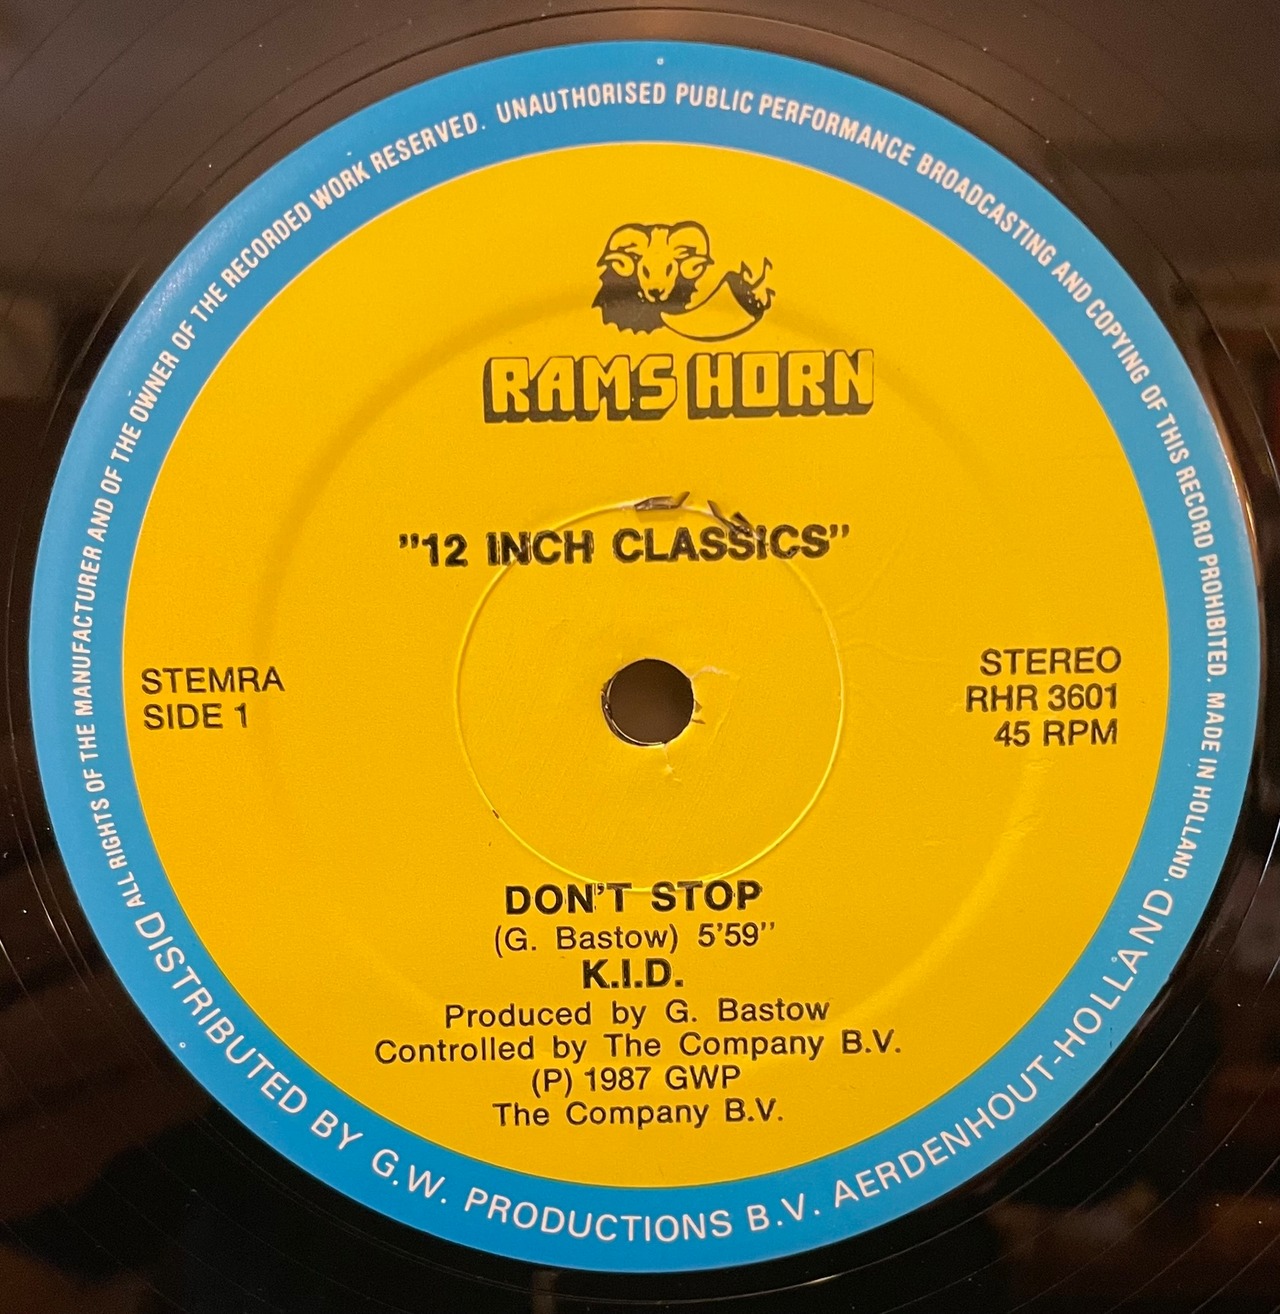 ALL RIGHTS OF THE MANUFACTURER AND OF THE OWNER OF THE RECORDED WORK RESERVED. UNAUTHORISED PUBLIC PERFORMANCE BROADCASTING AND COPYING OF THIS RECORD PROHIBITED. MADE IN HOLLAND.
RAMS HORN
"12 INCH CLASSICS"
STEMRA
SIDE 1
STEREO
RHR 3601
45 RPM
DON'T STOP
(G. Bastow) 5'59"
K.I.D.
Produced by G. Bastow
Controlled by The Company B.V.
(P) 1987 GWP
The Company B.V.
DISTRIBUTED BY G.W. PRODUCTIONS B.V. AERDENHOUT-HOLLAND